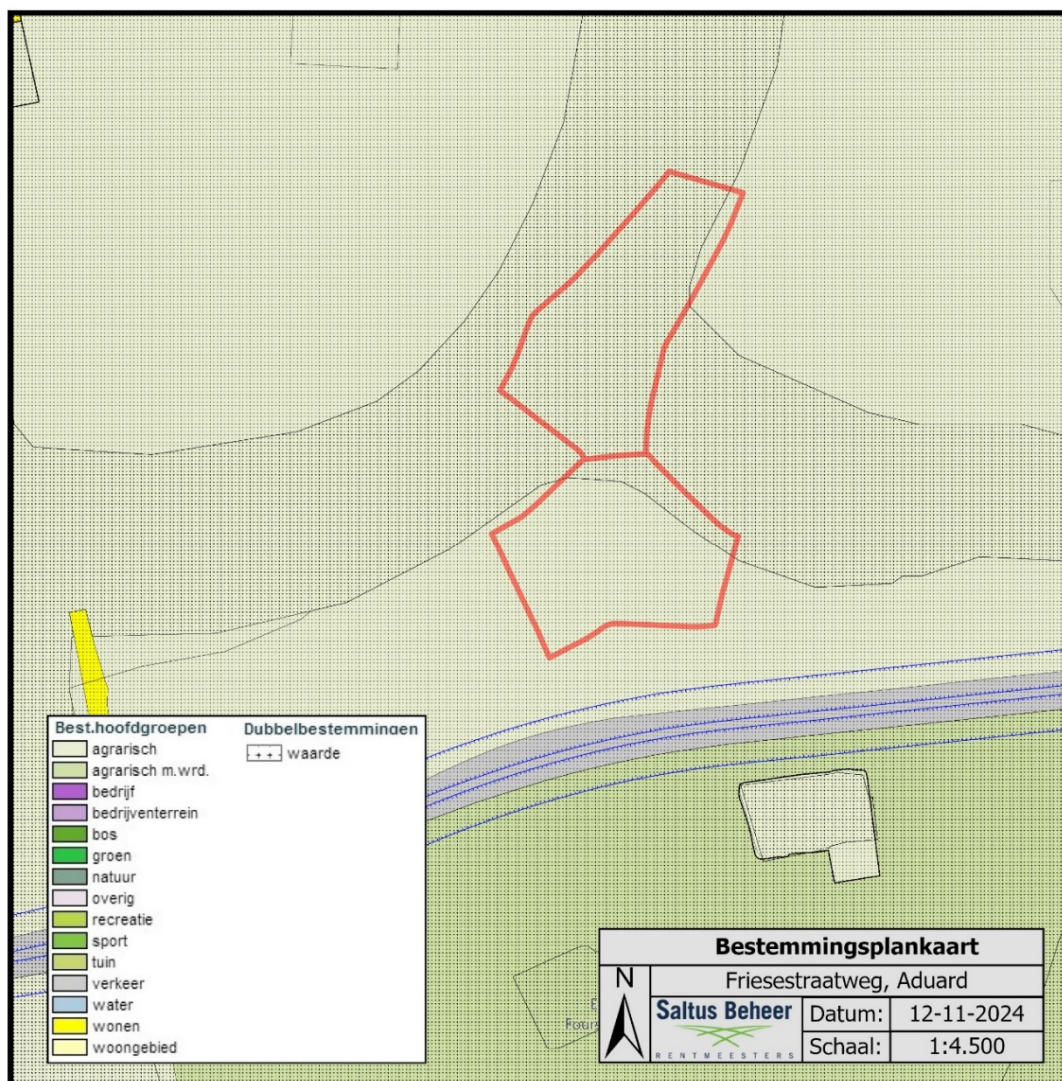 Best.hoofdgroepen
agrarisch
agrarisch m.wrd.
bedrijf
bedrijventerrein
bos
groen
natuur
overig
recreatie
sport
tuin
verkeer
water
wonen
woongebied
Dubbelbestemmingen
waarde
Bestemmingsplankaart
N
Friesestraatweg, Aduard
Saltus Beheer
RENTMEESTERS
Datum: 12-11-2024
Schaal: 1:4.500